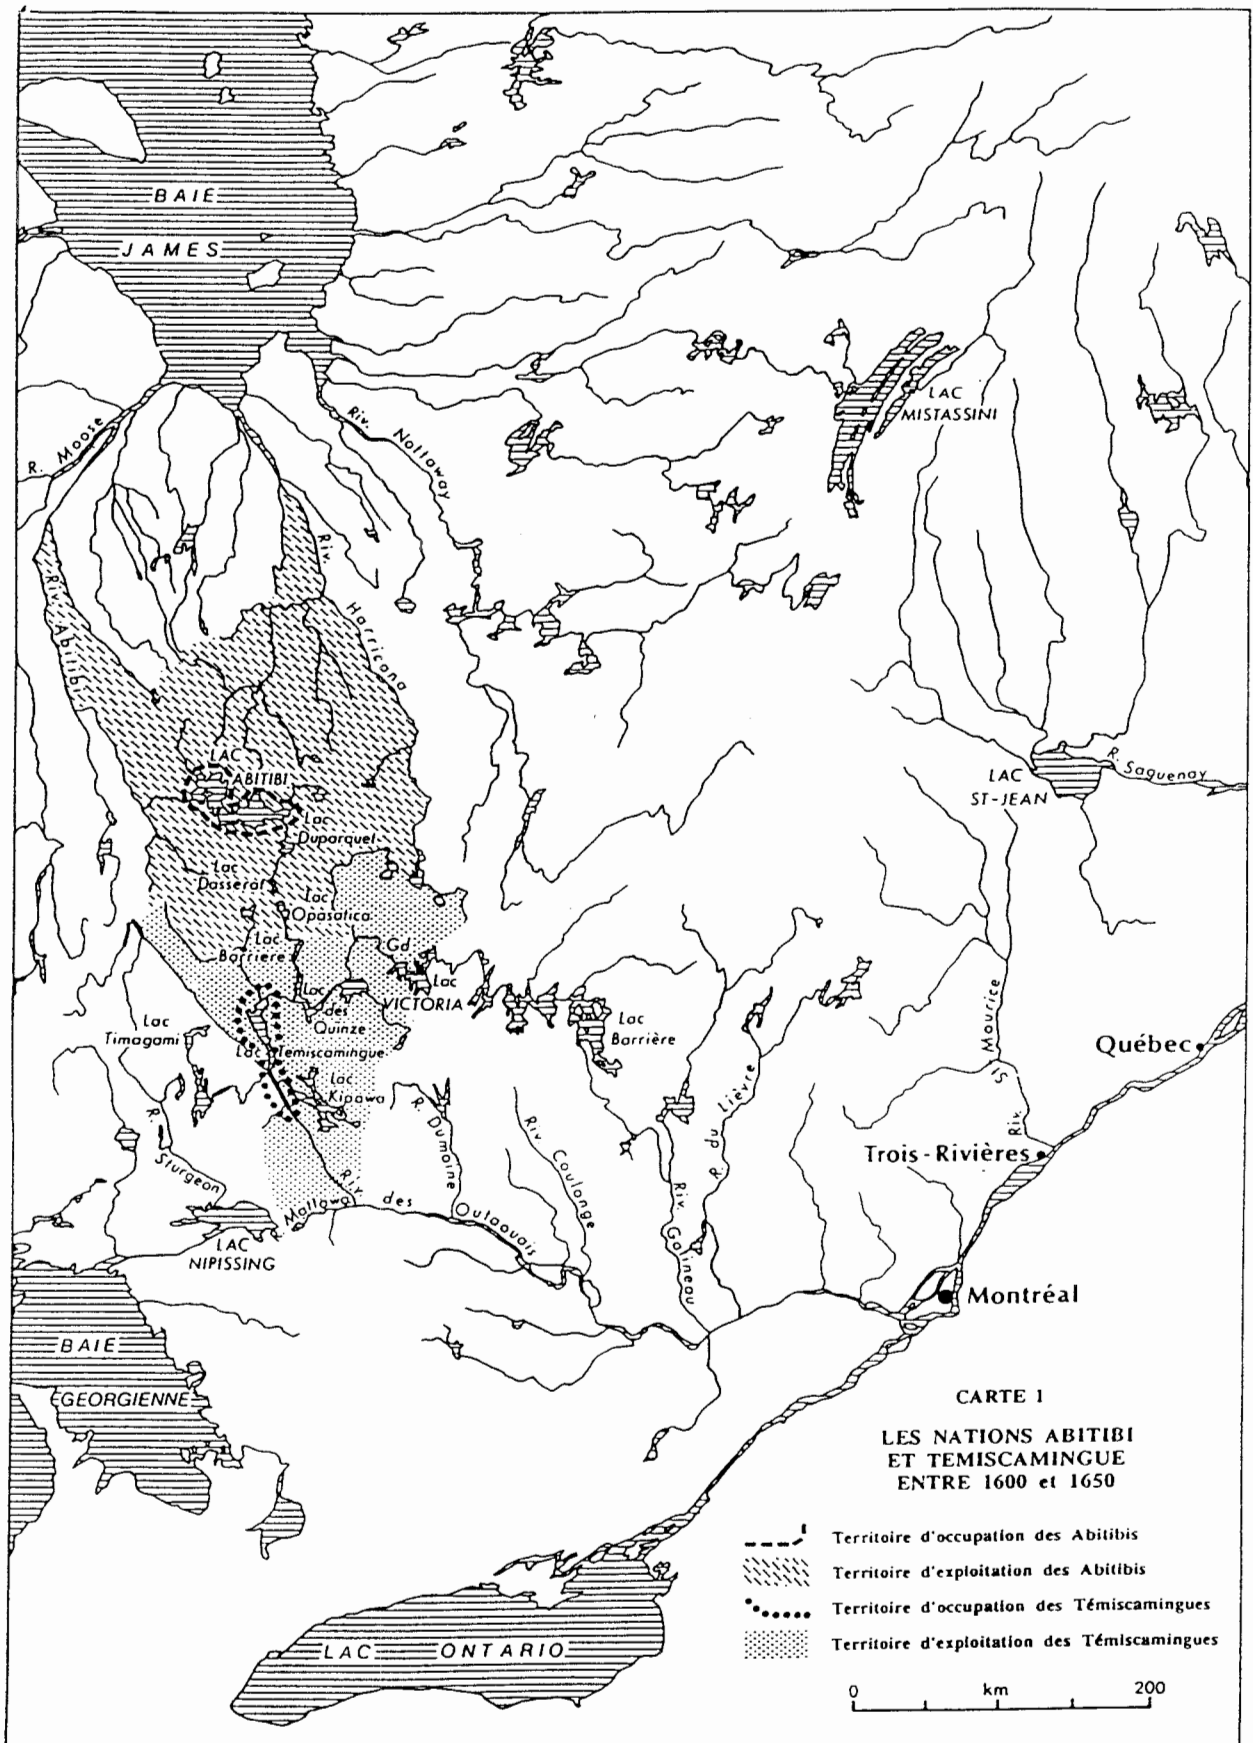 BAIE
JAMES
R. Moose
Riv. Nottaway
LAC
MISTASSINI
Riv. Abitibi
Riv. Harricana
LAC
ABITIBI
Lac
Duparquet
Lac
Dasserat
Lac
Opasatica
Lac
Barrière
Gd
Lac
VICTORIA
Lac
des
Quinze
Lac Temiscamingue
Lac
Kipawa
Lac
Timagami
R. Sturgeon
LAC
NIPISSING
Mattawa
Riv. des Outaouais
R. Dumoine
Riv. Coulonge
Lac
Barrière
Riv. Gatineau
R. du Lièvre
LAC
ST-JEAN
R. Saguenay
Riv. St Maurice
Québec
Trois-Rivières
Montréal
BAIE
GEORGIENNE
LAC ONTARIO
CARTE 1
LES NATIONS ABITIBI
ET TEMISCAMINGUE
ENTRE 1600 et 1650
Territoire d'occupation des Abitibis
Territoire d'exploitation des Abitibis
Territoire d'occupation des Témiscamingues
Territoire d'exploitation des Témiscamingues
0 km 200